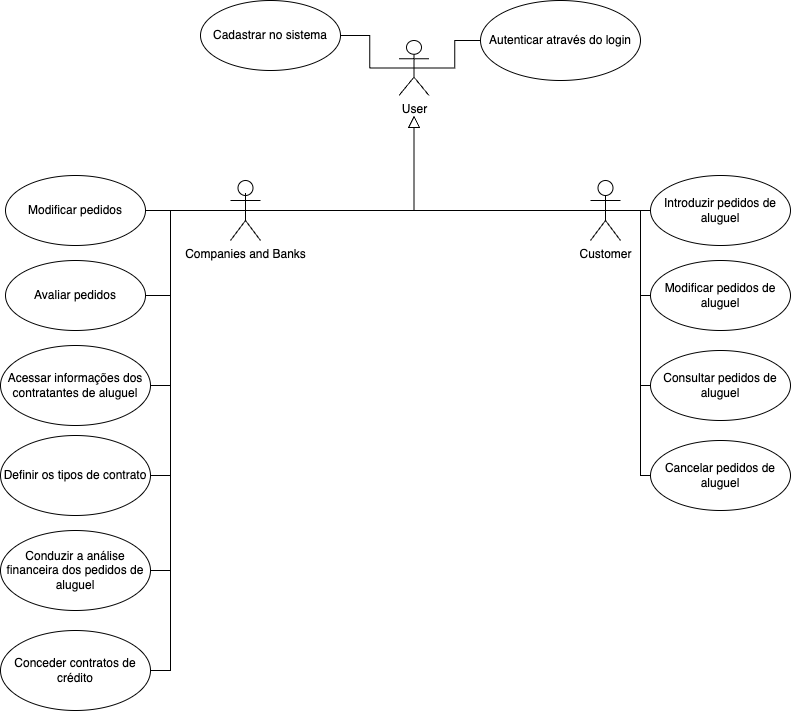 Cadastrar no sistema
Autenticar através do login
User
Modificar pedidos
Companies and Banks
Customer
Introduzir pedidos de
aluguel
Avaliar pedidos
Modificar pedidos de
aluguel
Acessar informações dos
contratantes de aluguel
Consultar pedidos de
aluguel
Definir os tipos de contrato
Cancelar pedidos de
aluguel
Conduzir a análise
financeira dos pedidos de
aluguel
Conceder contratos de
crédito